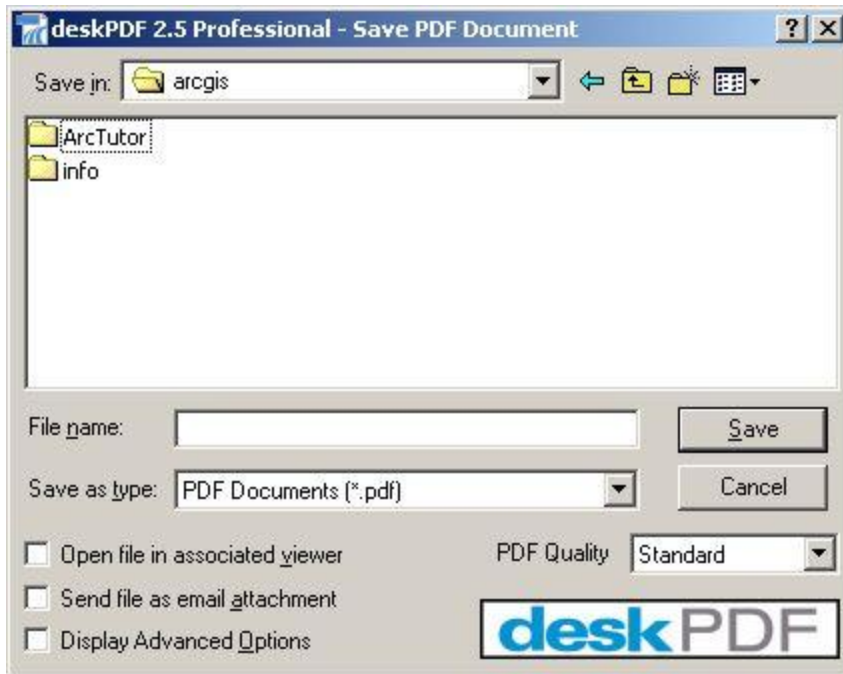 deskPDF 2.5 Professional - Save PDF Document
Save in: arcgis
ArcTutor
info
File name:
Save
Save as type: PDF Documents (*.pdf)
Cancel
Open file in associated viewer
PDF Quality Standard
Send file as email attachment
Display Advanced Options
deskPDF